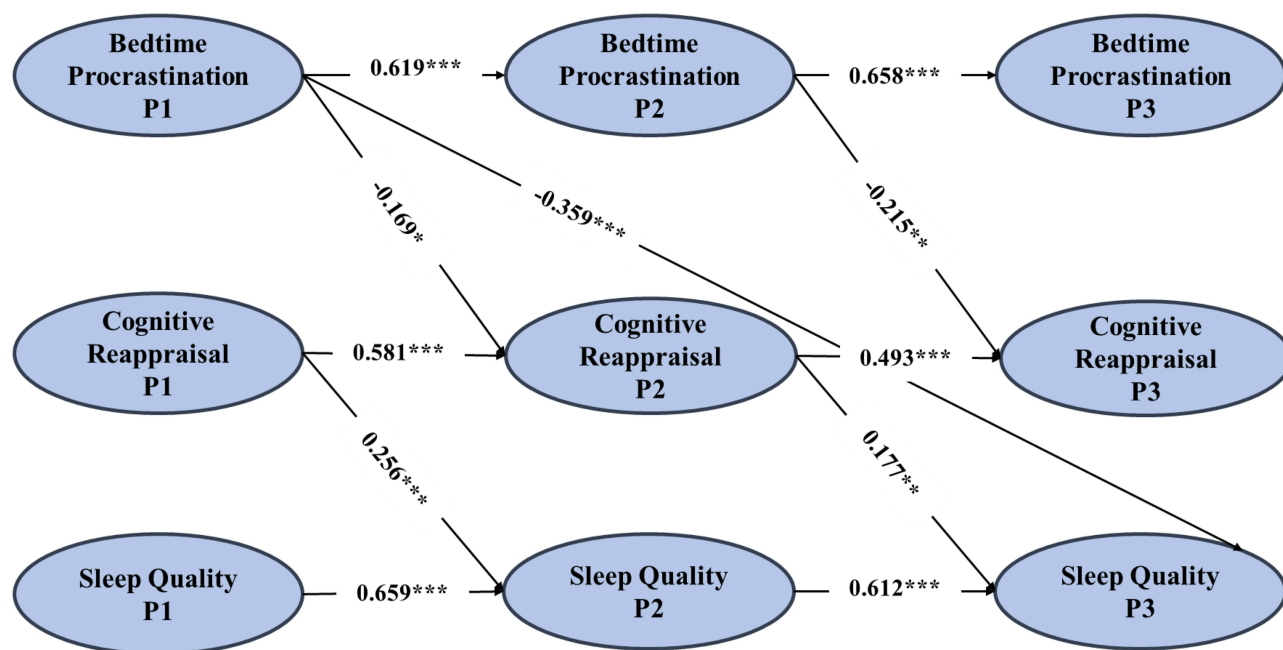 Bedtime
Procrastination
P1
0.619***
Bedtime
Procrastination
P2
0.658***
Bedtime
Procrastination
P3
-0.169*
-0.359***
-0.215**
Cognitive
Reappraisal
P1
0.581***
Cognitive
Reappraisal
P2
0.493***
Cognitive
Reappraisal
P3
0.256***
0.177**
Sleep Quality
P1
0.659***
Sleep Quality
P2
0.612***
Sleep Quality
P3